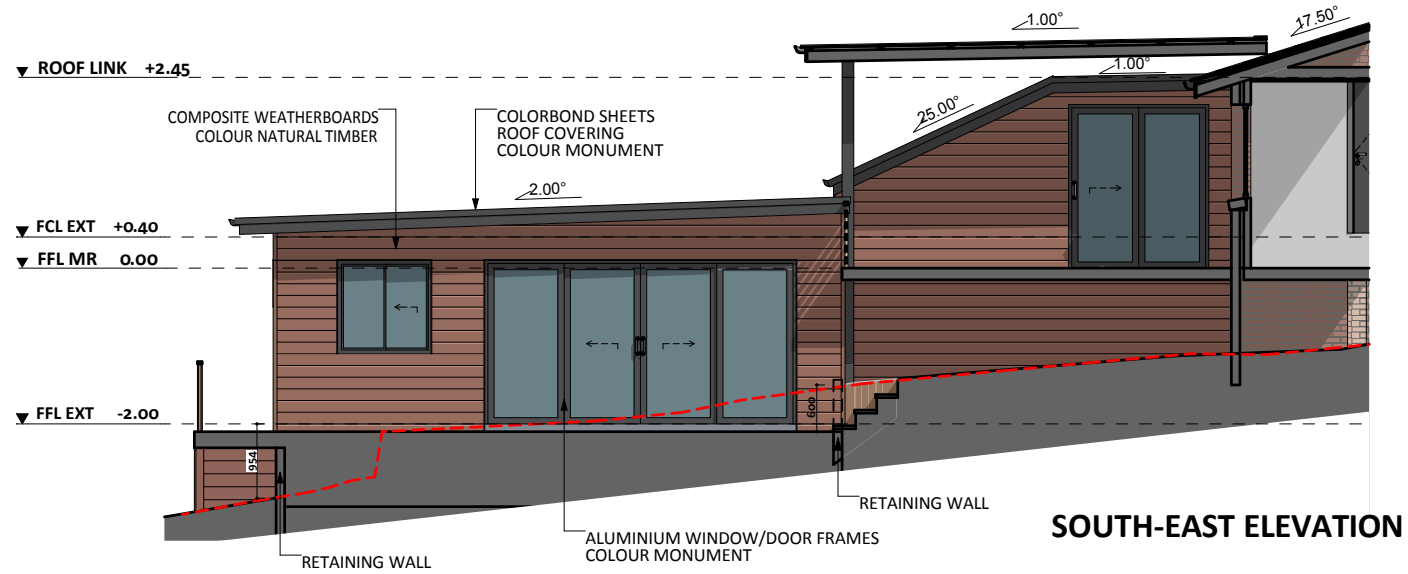 1.00°
17.50°
ROOF LINK +2.45
1.00°
COMPOSITE WEATHERBOARDS
COLOUR NATURAL TIMBER
COLORBOND SHEETS
ROOF COVERING
COLOUR MONUMENT
25.00°
2.00°
FCL EXT +0.40
FFL MR 0.00
FFL EXT -2.00
600
954
RETAINING WALL
SOUTH-EAST ELEVATION
ALUMINIUM WINDOW/DOOR FRAMES
COLOUR MONUMENT
RETAINING WALL